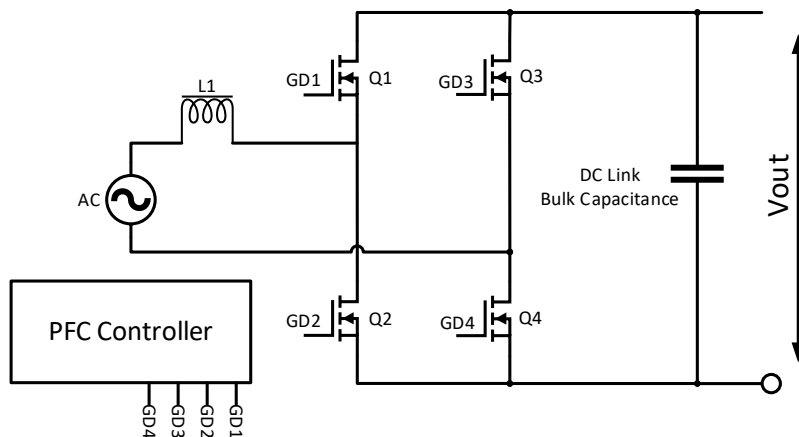 L1
GD1
Q1
GD3
Q3
AC
DC Link
Bulk Capacitance
Vout
GD2
Q2
GD4
Q4
PFC Controller
GD4
GD3
GD2
GD1